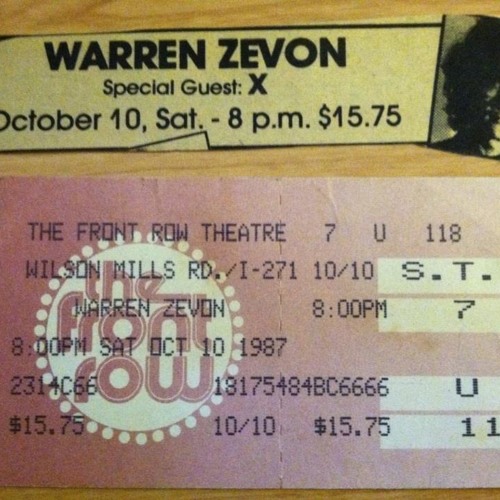 WARREN ZEVON
Special Guest: X
October 10, Sat. - 8 p.m. $15.75
THE FRONT ROW THEATRE 7 U 118
WILSON MILLS RD./I-271 10/10 S.T.
WARREN ZEVON 8:00PM 7
8:00PM SAT OCT 10 1987
2314C66 18175484BC6666 U
$15.75 10/10 $15.75 11
the
front
row